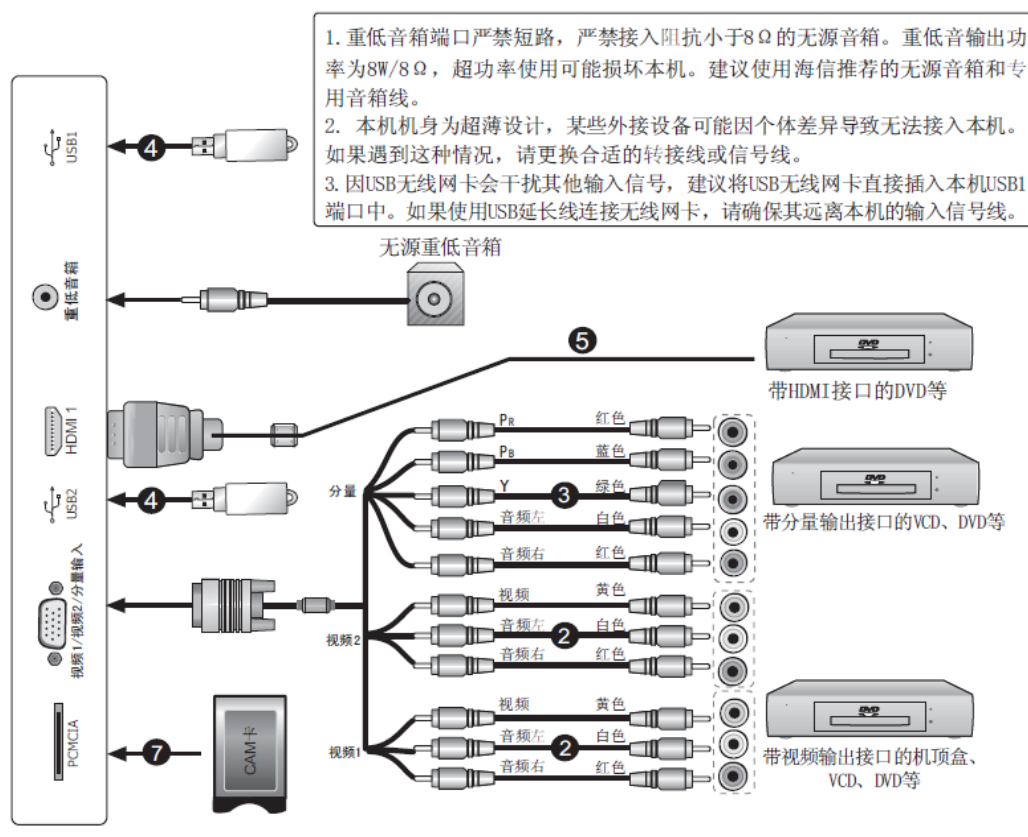 1. 重低音箱端口严禁短路，严禁接入阻抗小于8Ω的无源音箱。重低音输出功
率为8W/8Ω，超功率使用可能损坏本机。建议使用海信推荐的无源音箱和专
用音箱线。
2. 本机机身为超薄设计，某些外接设备可能因个体差异导致无法接入本机。
如果遇到这种情况，请更换合适的转接线或信号线。
3. 因USB无线网卡会干扰其他输入信号，建议将USB无线网卡直接插入本机USB1
端口中。如果使用USB延长线连接无线网卡，请确保其远离本机的输入信号线。
USB1
4
无源重低音箱
重低音箱
5
DVD
带HDMI接口的DVD等
HDMI 1
PR 红色
PB 蓝色
分量
Y 3 绿色
音频左 白色
音频右 红色
DVD
带分量输出接口的VCD、DVD等
USB2
4
视频1/视频2/分量输入
视频 黄色
视频2
音频左 2 白色
音频右 红色
PCMCIA
7
CAM卡
视频 黄色
视频1
音频左 2 白色
音频右 红色
DVD
带视频输出接口的机顶盒、
VCD、DVD等